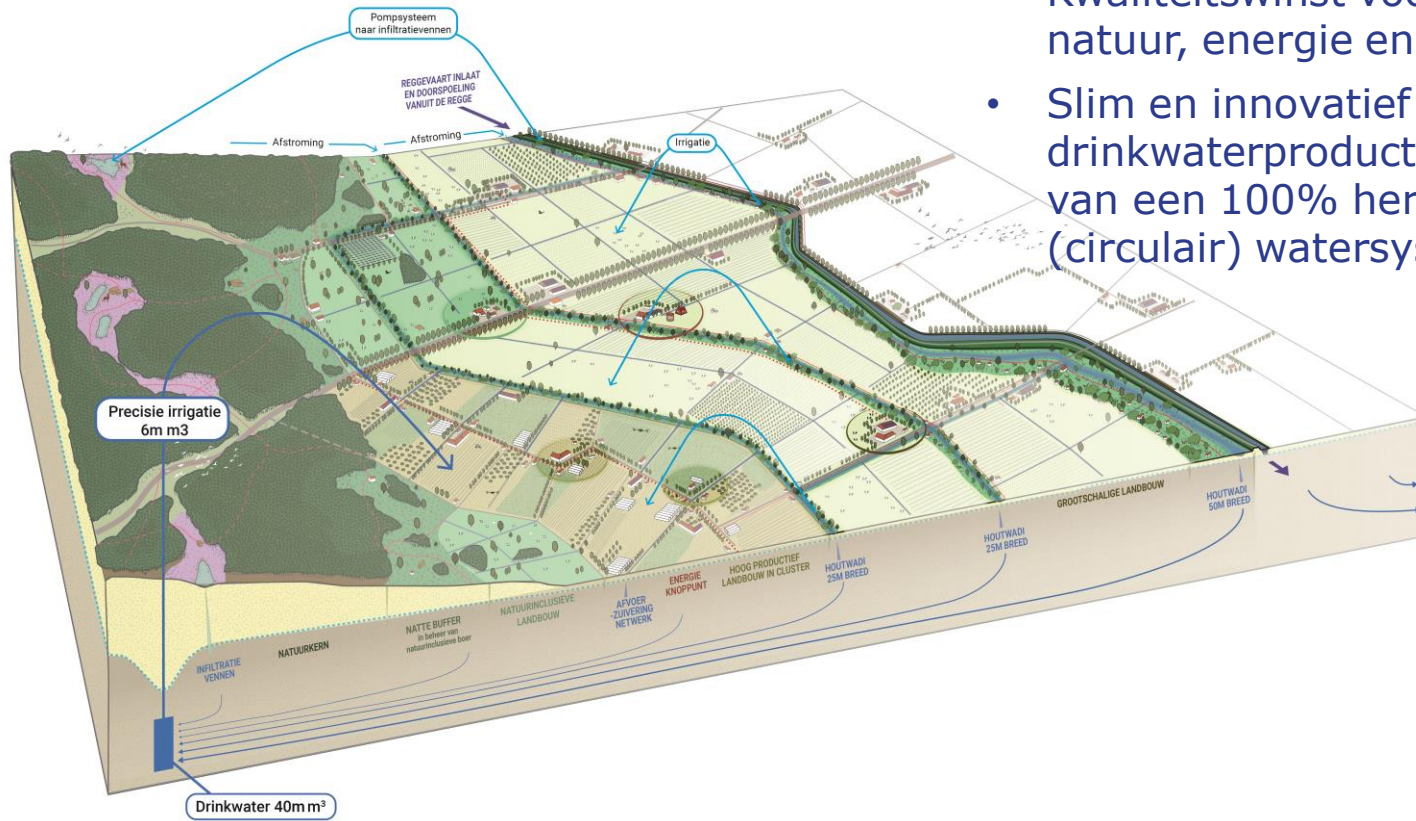 Pompsysteem
naar infiltratievennen
natuur, energie en
• Slim en innovatief
drinkwaterproduct
van een 100% her
(circulair) watersys
REGGEVAART INLAAT
EN DOORSPOELING
VANUIT DE REGGE
Afstroming
Afstroming
Irrigatie
Precisie irrigatie
6m m3
GROOTSCHALIGE LANDBOUW
HOUTWADI
50M BREED
HOUTWADI
25M BREED
HOUTWADI
25M BREED
HOOG PRODUCTIEF
LANDBOUW IN CLUSTER
ENERGIE
KNOPPUNT
AFVOER
-ZUIVERING
NETWERK
NATUURINCLUSIEVE
LANDBOUW
NATTE BUFFER
in beheer van
natuurinclusieve boer
NATUURKERN
INFILTRATIE
VENNEN
Drinkwater 40m m³